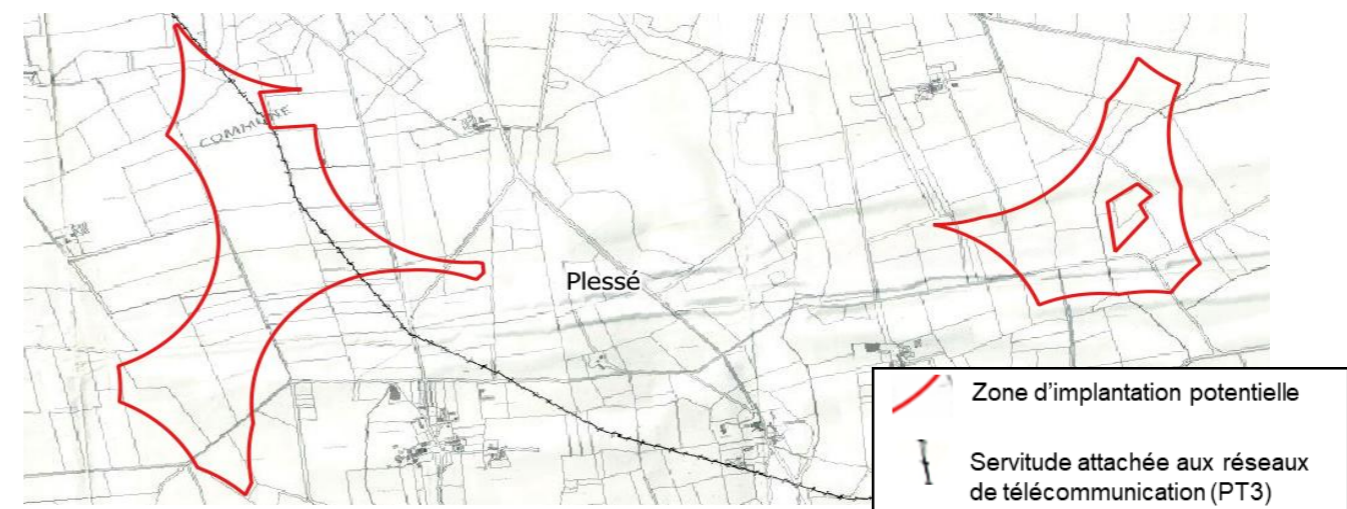 COMMUNE
Plessé
Zone d'implantation potentielle
Servitude attachée aux réseaux
de télécommunication (PT3)